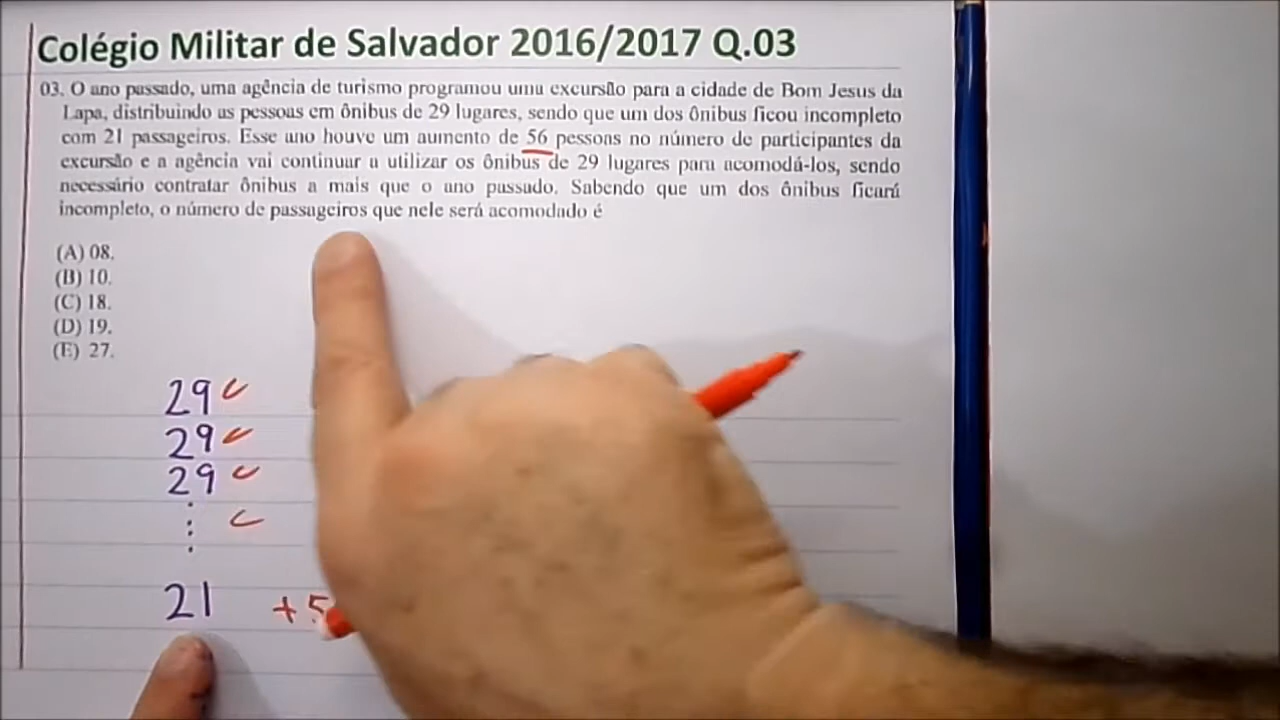 Colégio Militar de Salvador 2016/2017 Q.03
03. O ano passado, uma agência de turismo programou uma excursão para a cidade de Bom Jesus da
Lapa, distribuindo as pessoas em ônibus de 29 lugares, sendo que um dos ônibus ficou incompleto
com 21 passageiros. Esse ano houve um aumento de 56 pessoas no número de participantes da
excursão e a agência vai continuar a utilizar os ônibus de 29 lugares para acomodá-los, sendo
necessário contratar ônibus a mais que o ano passado. Sabendo que um dos ônibus ficará
incompleto, o número de passageiros que nele será acomodado é
(A) 08.
(B) 10.
(C) 18.
(D) 19.
(E) 27.
29
29
29
⋮
21 + 5